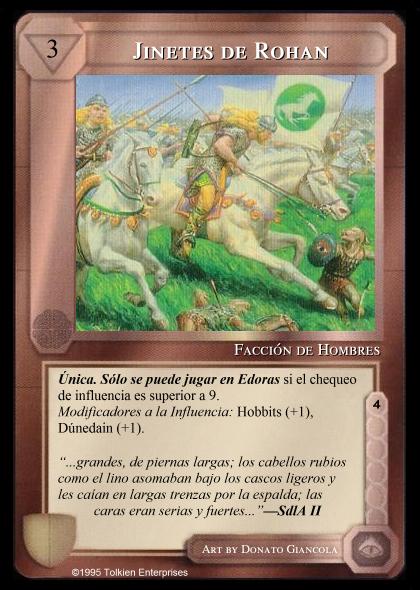 3
JINETES DE ROHAN
FACCIÓN DE HOMBRES
Única. Sólo se puede jugar en Edoras si el chequeo
de influencia es superior a 9.
Modificadores a la Influencia: Hobbits (+1),
Dúnedain (+1).
4
“...grandes, de piernas largas; los cabellos rubios
como el lino asomaban bajo los cascos ligeros y
les caían en largas trenzas por la espalda; las
caras eran serias y fuertes...”—SdlA II
ART BY DONATO GIANCOLA
©1995 Tolkien Enterprises